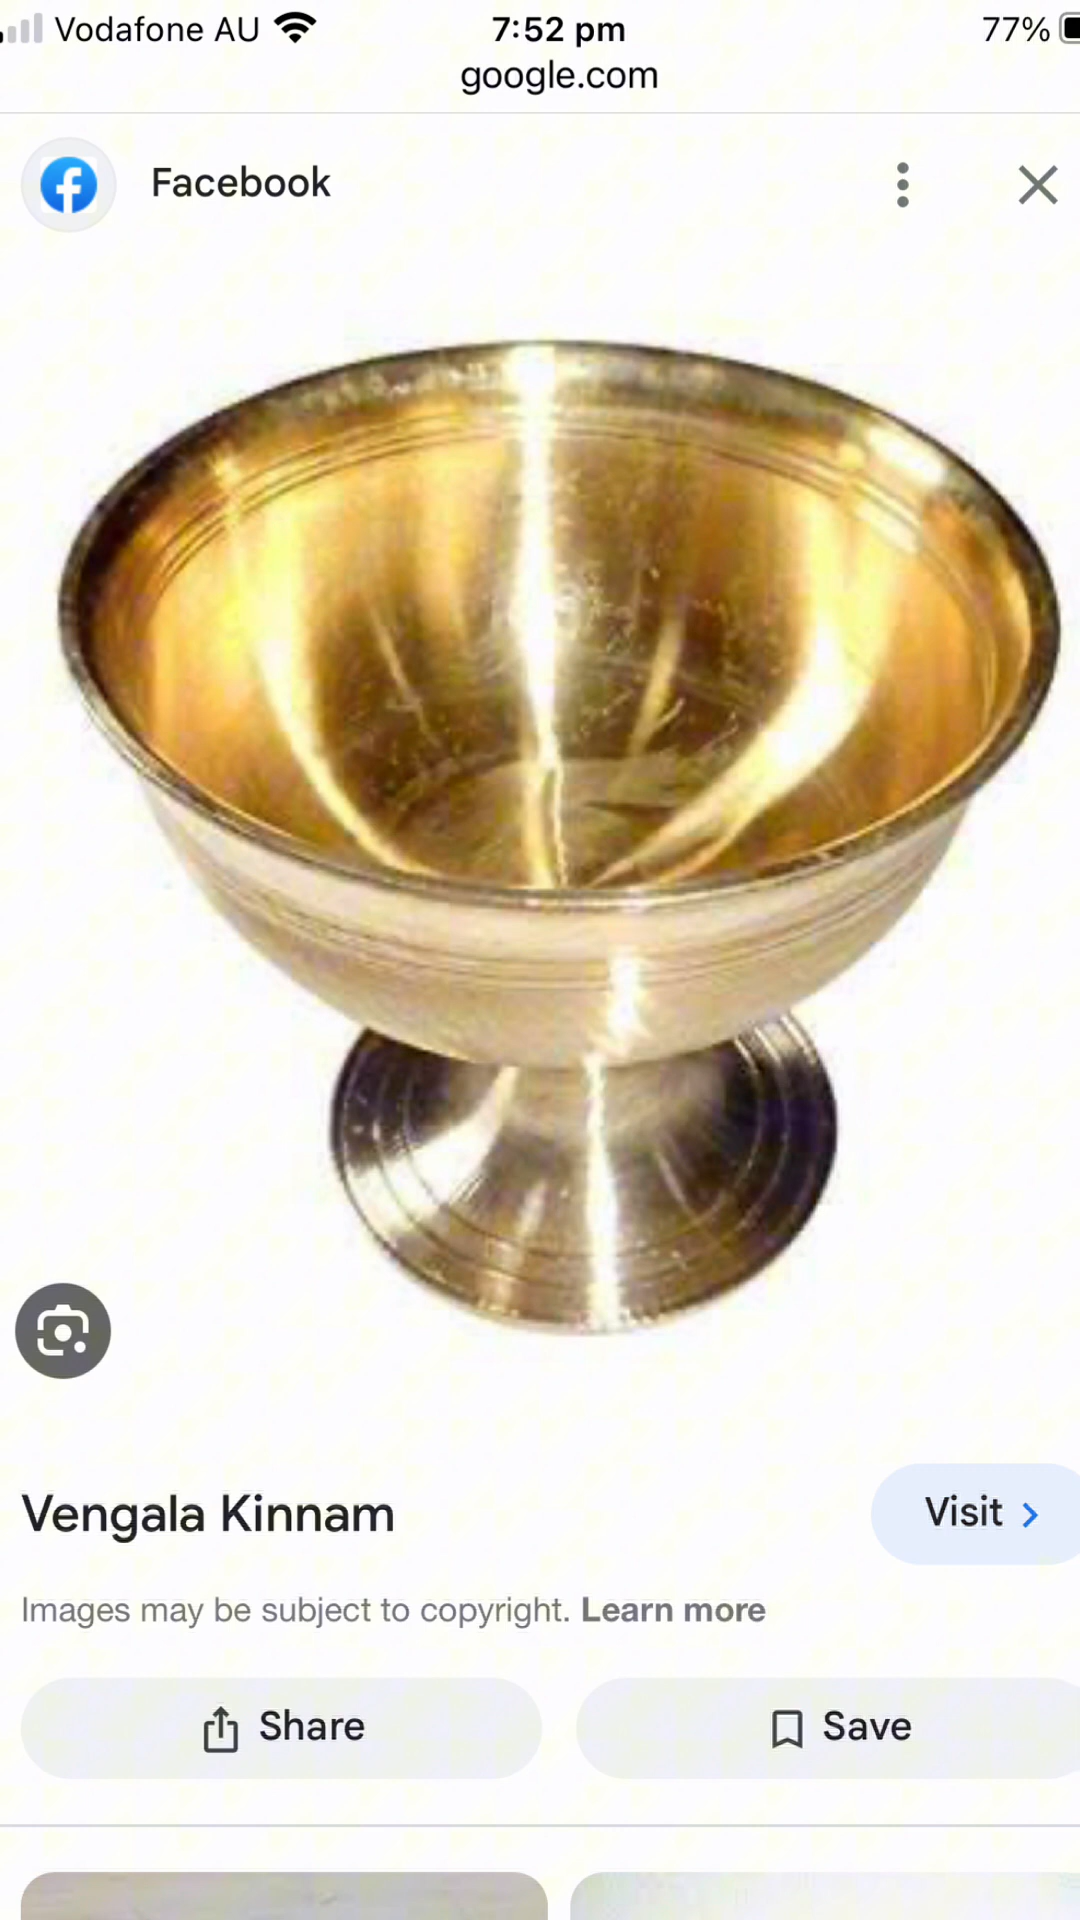 Vodafone AU 7:52 pm 77%
google.com
Facebook
Vengala Kinnam
Visit
Images may be subject to copyright. Learn more
Share Save